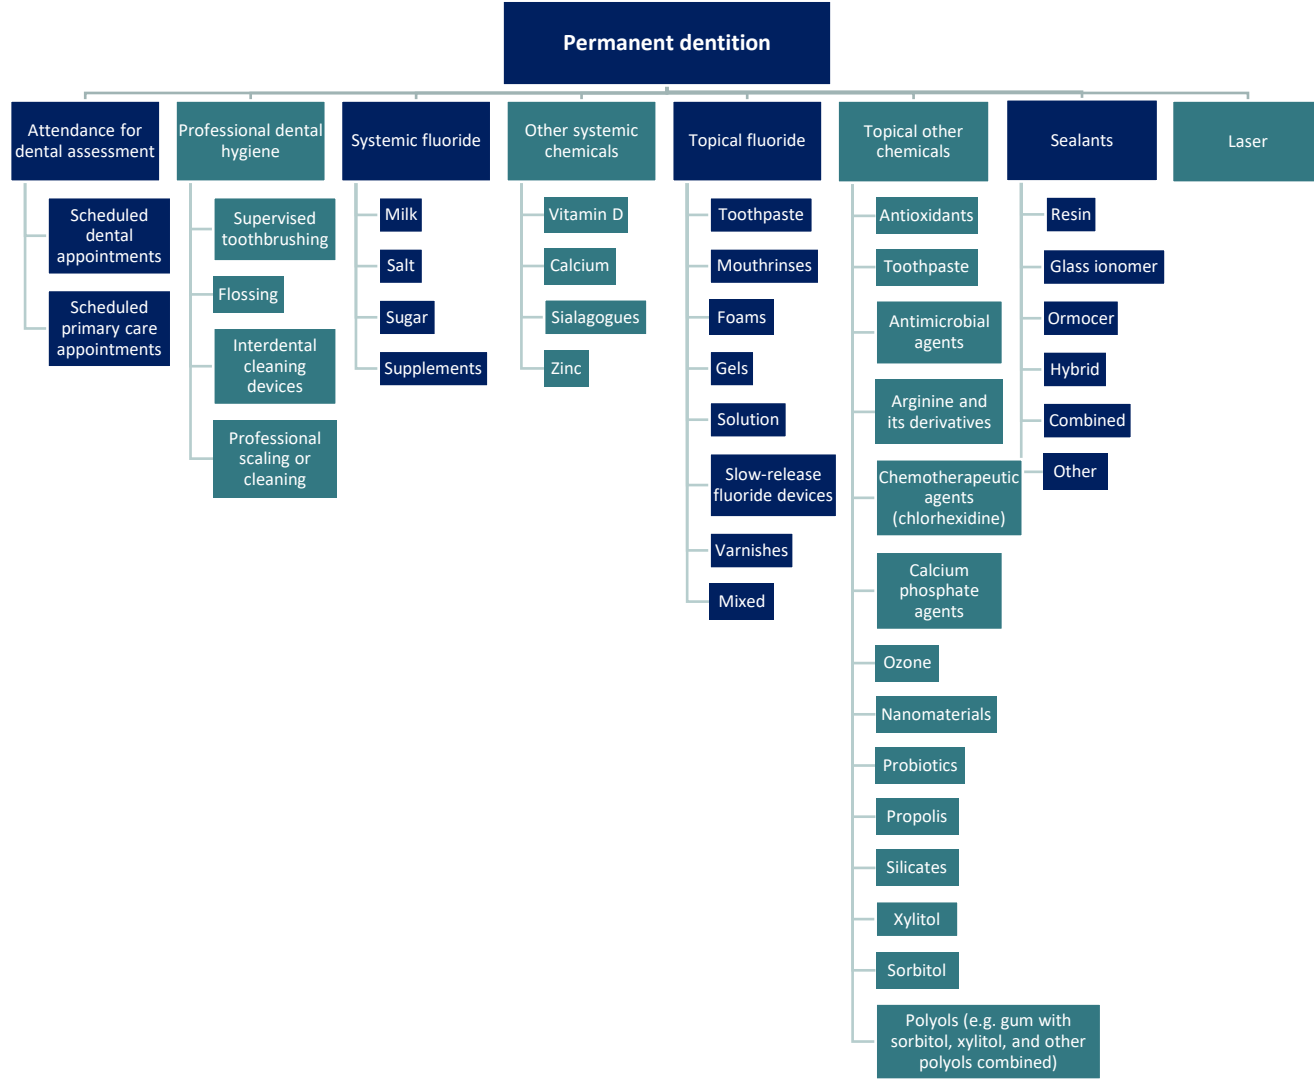 Permanent dentition
Attendance for
dental assessment
Scheduled
dental
appointments
Scheduled
primary care
appointments
Professional dental
hygiene
Supervised
toothbrushing
Flossing
Interdental
cleaning
devices
Professional
scaling or
cleaning
Systemic fluoride
Milk
Salt
Sugar
Supplements
Other systemic
chemicals
Vitamin D
Calcium
Sialagogues
Zinc
Topical fluoride
Toothpaste
Mouthrinses
Foams
Gels
Solution
Slow-release
fluoride devices
Varnishes
Mixed
Topical other
chemicals
Antioxidants
Toothpaste
Antimicrobial
agents
Arginine and
its derivatives
Chemotherapeutic
agents
(chlorhexidine)
Calcium
phosphate
agents
Ozone
Nanomaterials
Probiotics
Propolis
Silicates
Xylitol
Sorbitol
Polyols (e.g. gum with
sorbitol, xylitol, and other
polyols combined)
Sealants
Resin
Glass ionomer
Ormocer
Hybrid
Combined
Other
Laser